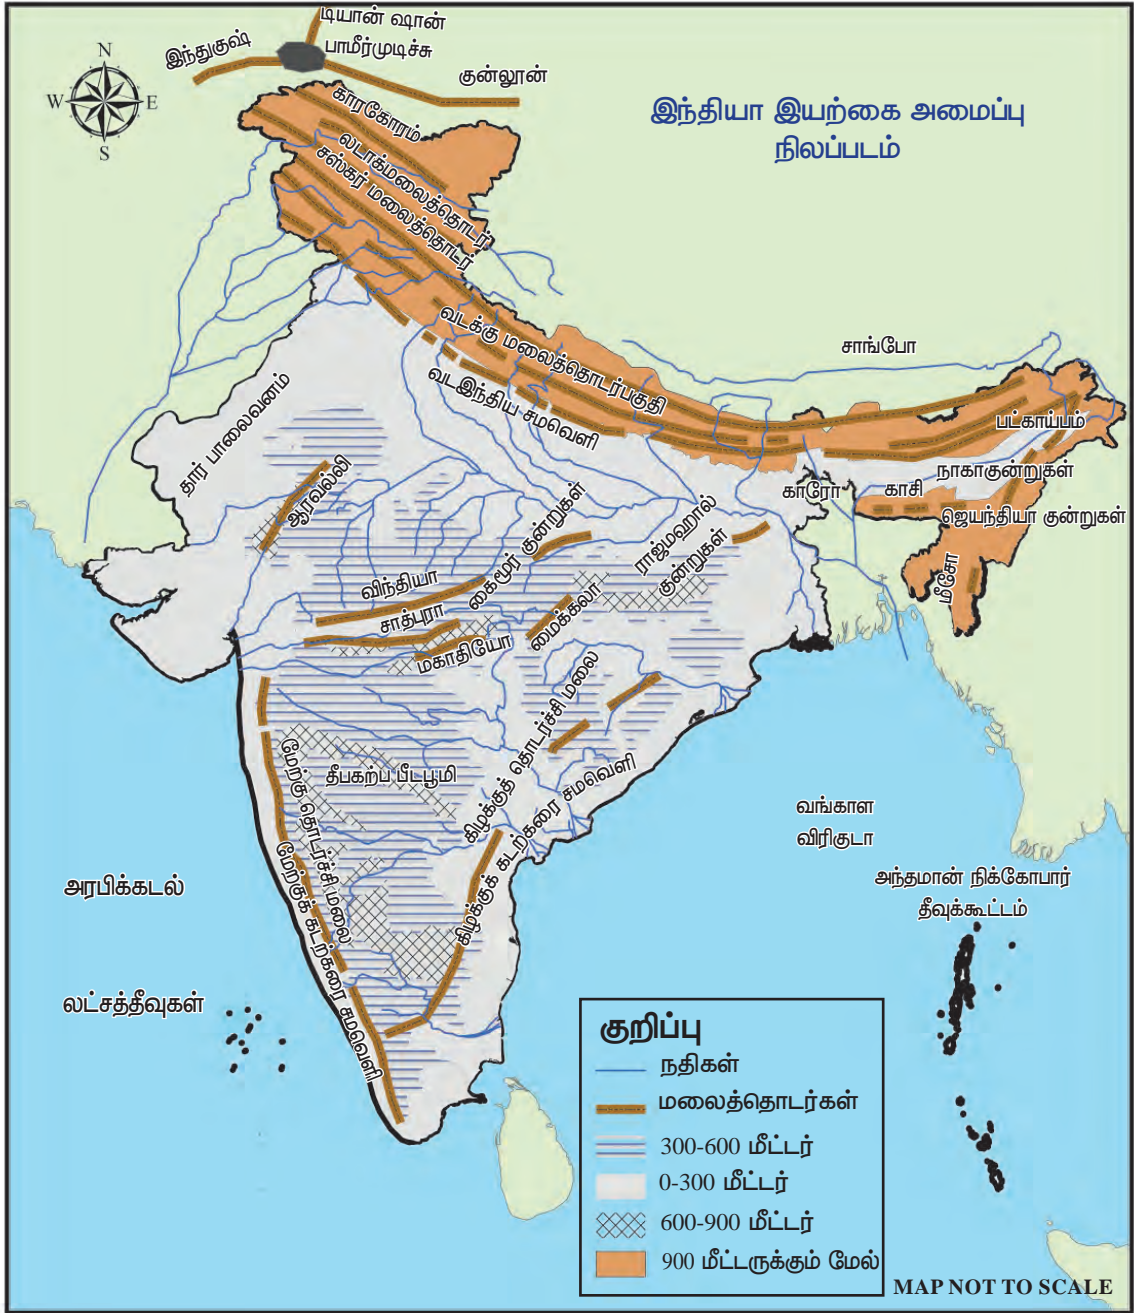 டியான் ஷான்
இந்துகுஷ்
பாமீர்முடிச்சு
குன்லூன்
N
W
E
S
இந்தியா இயற்கை அமைப்பு
நிலப்படம்
காரகோரம்
லடாக்மலைத்தொடர்
சஸ்கர் மலைத்தொடர்
வடக்கு மலைத்தொடர்பகுதி
வடஇந்திய சமவெளி
சாங்போ
தார் பாலைவனம்
பட்காய்பம்
நாகாகுன்றுகள்
காரோ
காசி
ஜெயந்தியா குன்றுகள்
மீசோ
ஆரவல்லி
கைமூர் குன்றுகள்
ராஜ்மஹால்
குன்றுகள்
விந்தியா
சாத்புரா
மகாதியோ
மைக்கலா
தீபகற்ப பீடபூமி
மேற்கு தொடர்ச்சி மலை
மேற்குக் கடற்கரை சமவெளி
கிழக்குத் தொடர்ச்சி மலை
கிழக்குக் கடற்கரை சமவெளி
வங்காள
விரிகுடா
அரபிக்கடல்
அந்தமான் நிக்கோபார்
தீவுக்கூட்டம்
லட்சத்தீவுகள்
குறிப்பு
நதிகள்
மலைத்தொடர்கள்
300-600 மீட்டர்
0-300 மீட்டர்
600-900 மீட்டர்
900 மீட்டருக்கும் மேல்
MAP NOT TO SCALE